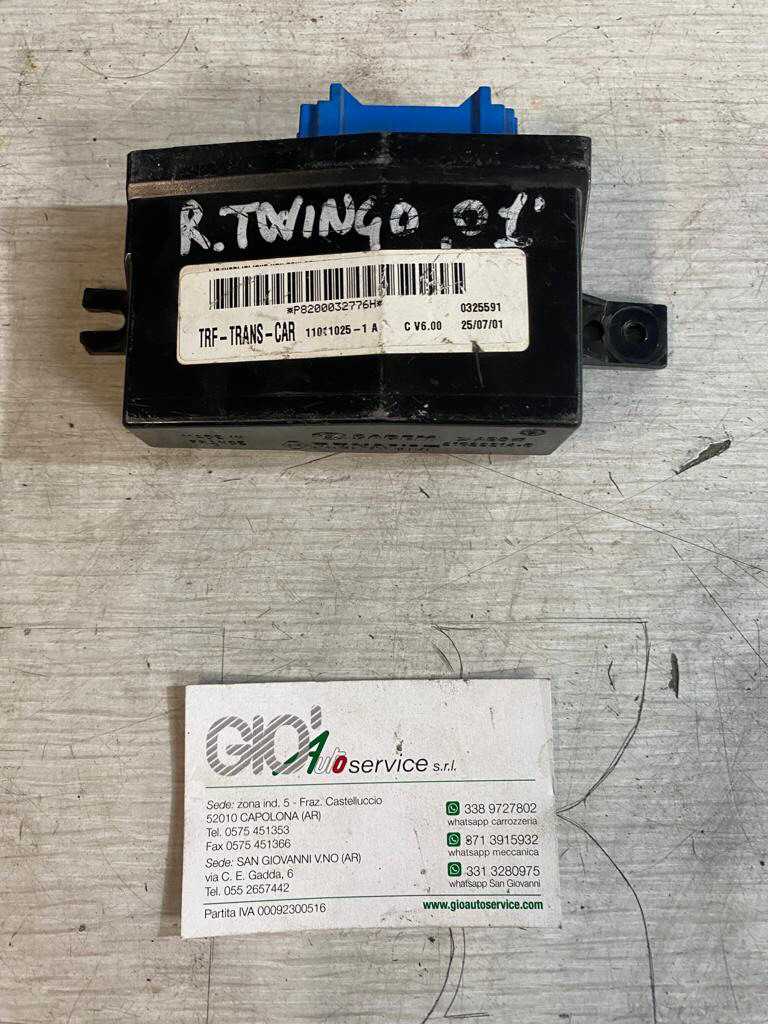 R. TWINGO 01'
*P8200032776H*
0325591
TRF-TRANS-CAR 11001025-1 A C V6.00 25/07/01
GIO' Auto service s.r.l.
Sede: zona ind. 5 - Fraz. Castelluccio
52010 CAPOLONA (AR)
Tel. 0575 451353
Fax 0575 451366
Sede: SAN GIOVANNI V.NO (AR)
via C. E. Gadda, 6
Tel. 055 2657442
Partita IVA 00092300516
338 9727802
whatsapp carrozzeria
371 3915932
whatsapp meccanica
331 3280975
whatsapp San Giovanni
www.gioautoservice.com